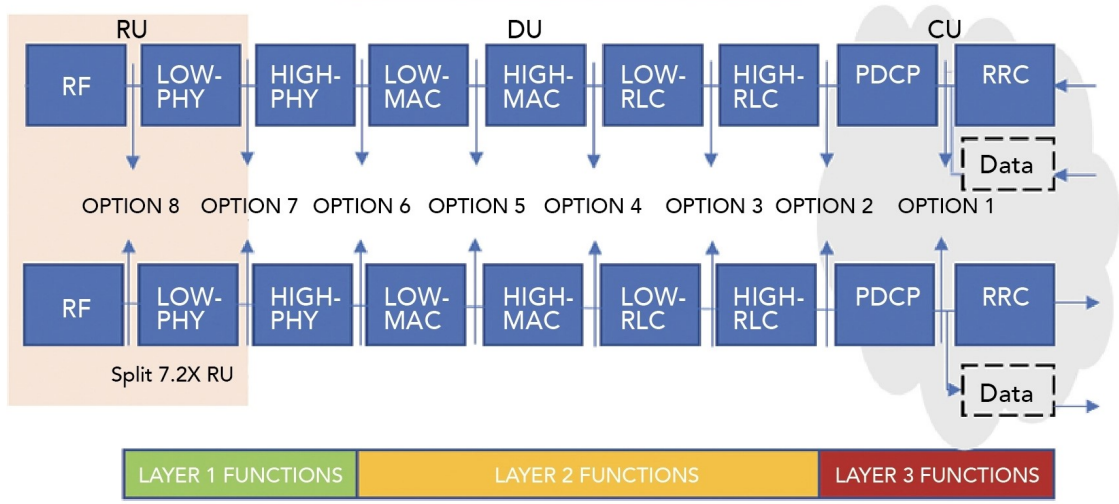 RU DU CU
RF LOW- HIGH- LOW- HIGH- LOW- HIGH- PDCP RRC
PHY PHY MAC MAC RLC RLC
Data
OPTION 8 OPTION 7 OPTION 6 OPTION 5 OPTION 4 OPTION 3 OPTION 2 OPTION 1
RF LOW- HIGH- LOW- HIGH- LOW- HIGH- PDCP RRC
PHY PHY MAC MAC RLC RLC
Split 7.2X RU
Data
LAYER 1 FUNCTIONS LAYER 2 FUNCTIONS LAYER 3 FUNCTIONS